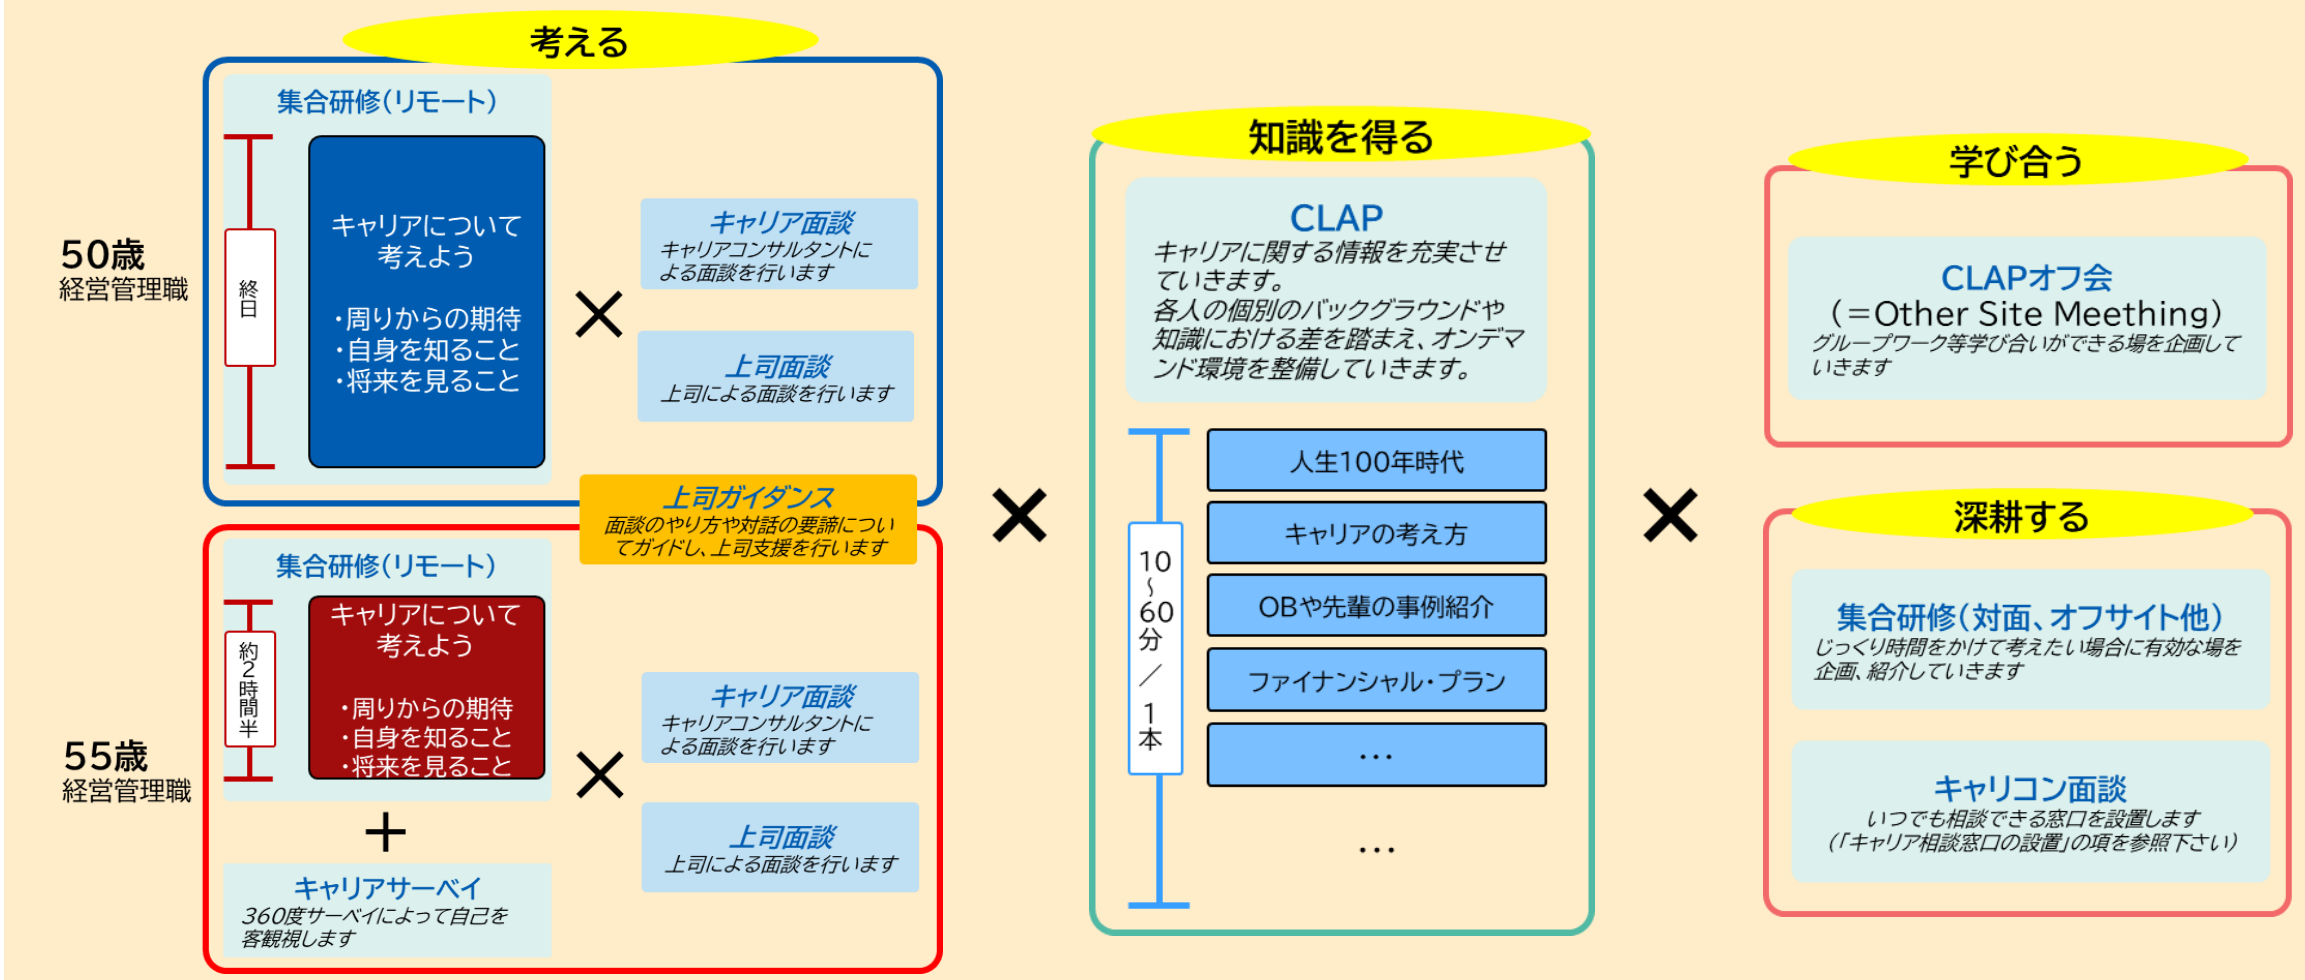 考える
50歳
経営管理職
集合研修(リモート)
終日
キャリアについて
考えよう
・周りからの期待
・自身を知ること
・将来を見ること
×
キャリア面談
キャリアコンサルタントに
よる面談を行います
上司面談
上司による面談を行います
上司ガイダンス
面談のやり方や対話の要諦につい
てガイドし、上司支援を行います
55歳
経営管理職
集合研修(リモート)
約2時間半
キャリアについて
考えよう
・周りからの期待
・自身を知ること
・将来を見ること
+
キャリアサーベイ
360度サーベイによって自己を
客観視します
×
キャリア面談
キャリアコンサルタントに
よる面談を行います
上司面談
上司による面談を行います
×
知識を得る
CLAP
キャリアに関する情報を充実させ
ていきます。
各人の個別のバックグラウンドや
知識における差を踏まえ、オンデマ
ンド環境を整備していきます。
10~60分/1本
人生100年時代
キャリアの考え方
OBや先輩の事例紹介
ファイナンシャル・プラン
…
…
×
学び合う
CLAPオフ会
(=Other Site Meething)
グループワーク等学び合いができる場を企画して
いきます
深耕する
集合研修(対面、オフサイト他)
じっくり時間をかけて考えたい場合に有効な場を
企画、紹介していきます
キャリコン面談
いつでも相談できる窓口を設置します
(「キャリア相談窓口の設置」の項を参照下さい)